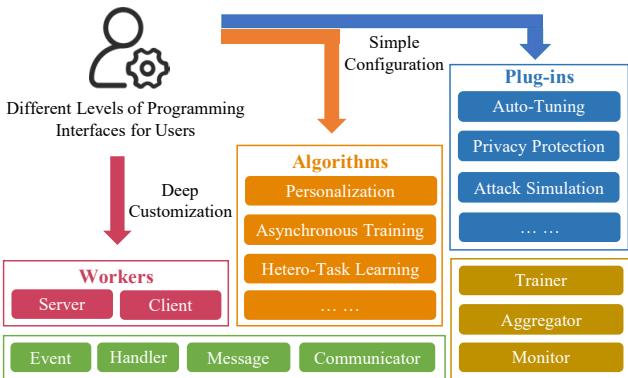 Different Levels of Programming
Interfaces for Users
Simple
Configuration
Deep
Customization
Plug-ins
Auto-Tuning
Privacy Protection
Attack Simulation
... ...
Algorithms
Personalization
Asynchronous Training
Hetero-Task Learning
... ...
Workers
Server
Client
Trainer
Aggregator
Monitor
Event
Handler
Message
Communicator